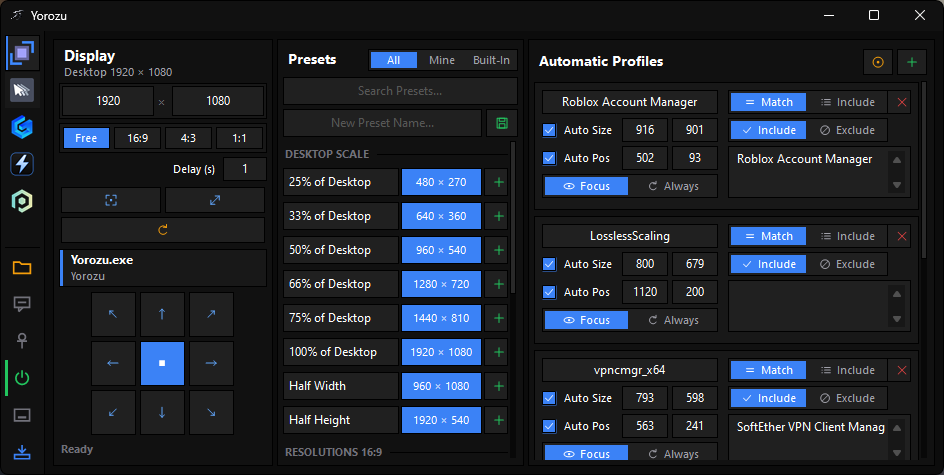 Yorozu
Display
Desktop 1920 × 1080
1920 × 1080
Free 16:9 4:3 1:1
Delay (s) 1
Yorozu.exe
Yorozu
Ready
Presets All Mine Built-In
Search Presets...
New Preset Name...
DESKTOP SCALE
25% of Desktop 480 × 270
33% of Desktop 640 × 360
50% of Desktop 960 × 540
66% of Desktop 1280 × 720
75% of Desktop 1440 × 810
100% of Desktop 1920 × 1080
Half Width 960 × 1080
Half Height 1920 × 540
RESOLUTIONS 16:9
Automatic Profiles
Roblox Account Manager Match Include
Auto Size 916 901 Include Exclude
Auto Pos 502 93 Roblox Account Manager
Focus Always
LosslessScaling Match Include
Auto Size 800 679 Include Exclude
Auto Pos 1120 200
Focus Always
vpncmgr_x64 Match Include
Auto Size 793 598 Include Exclude
Auto Pos 563 241 SoftEther VPN Client Manag
Focus Always